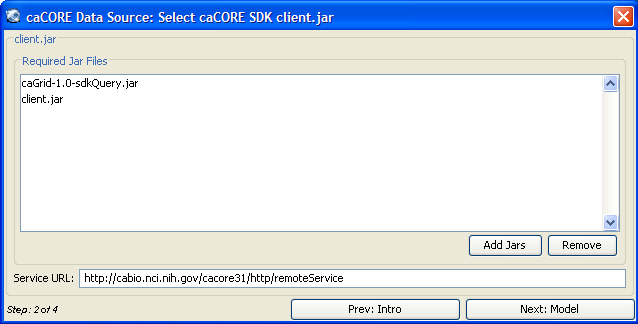 caCORE Data Source: Select caCORE SDK client.jar
client.jar
Required Jar Files
caGrid-1.0-sdkQuery.jar
client.jar
Add Jars Remove
Service URL: http://cabio.nci.nih.gov/cacore31/http/remoteService
Step: 2 of 4 Prev: Intro Next: Model